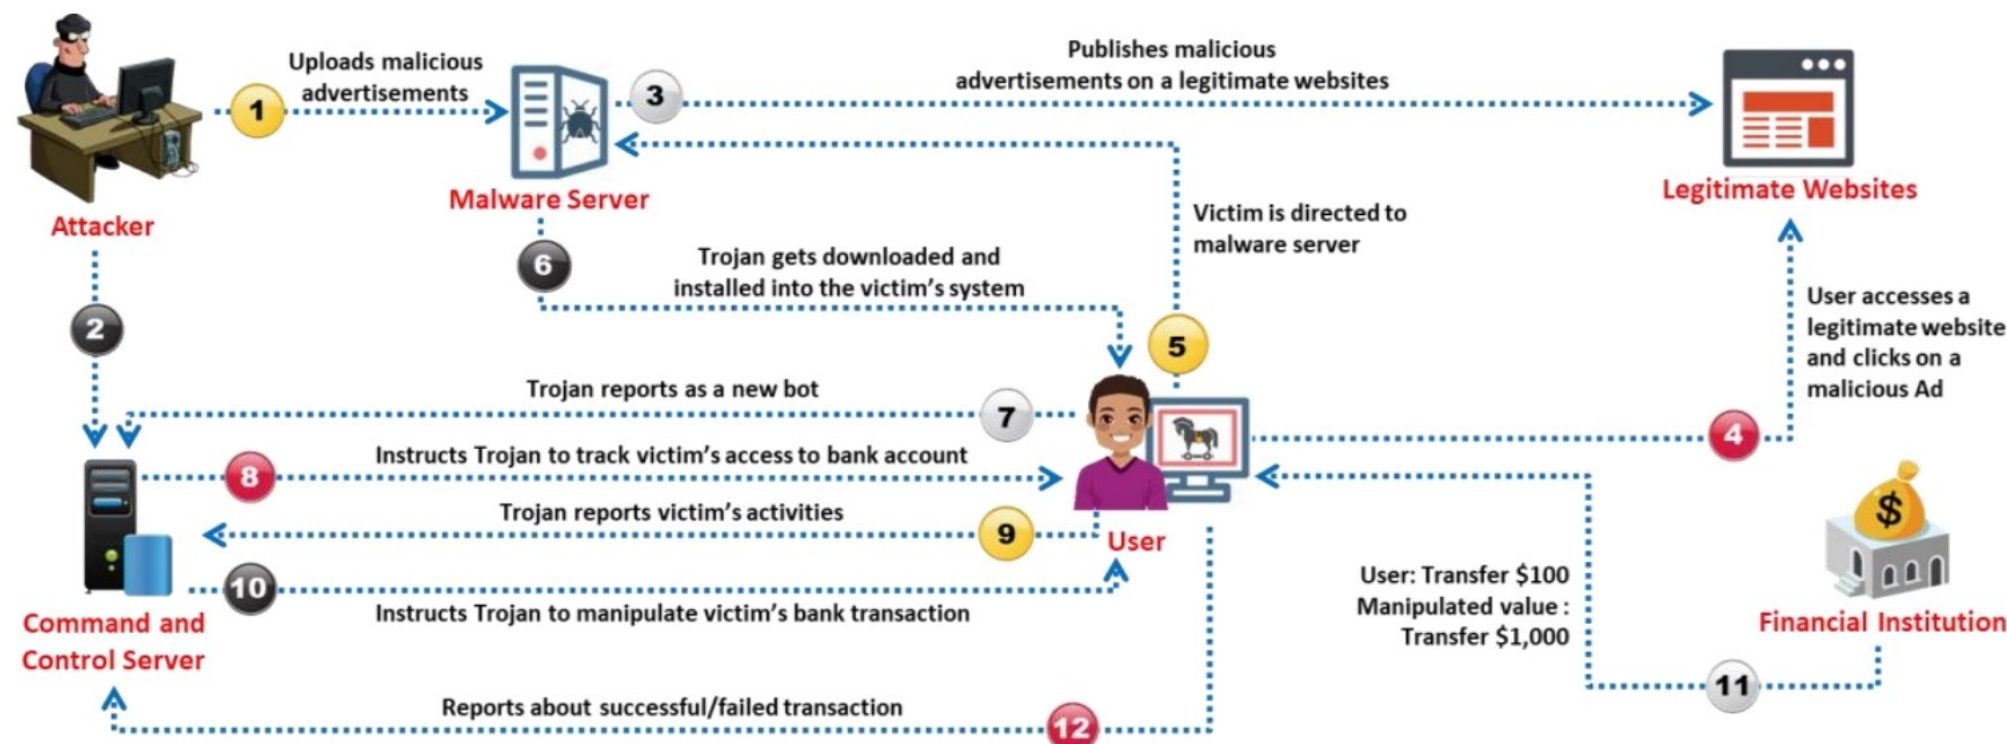 Uploads malicious
advertisements
1
3
Publishes malicious
advertisements on a legitimate websites
Attacker
Malware Server
Legitimate Websites
Victim is directed to
malware server
2
6
Trojan gets downloaded and
installed into the victim's system
5
User accesses a
legitimate website
and clicks on a
malicious Ad
4
Trojan reports as a new bot
7
8
Instructs Trojan to track victim's access to bank account
Trojan reports victim's activities
9
User
10
Instructs Trojan to manipulate victim's bank transaction
Command and
Control Server
$
User: Transfer $100
Manipulated value :
Transfer $1,000
Financial Institution
11
Reports about successful/failed transaction
12